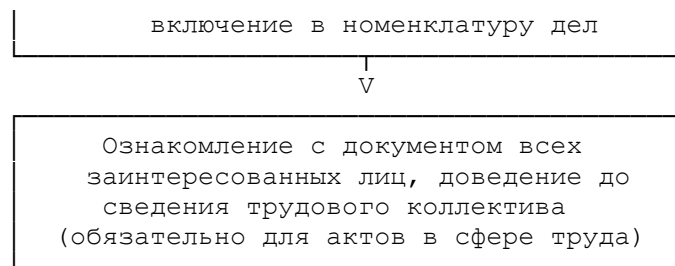 включение в номенклатуру дел
V
Ознакомление с документом всех
заинтересованных лиц, доведение до
сведения трудового коллектива
(обязательно для актов в сфере труда)